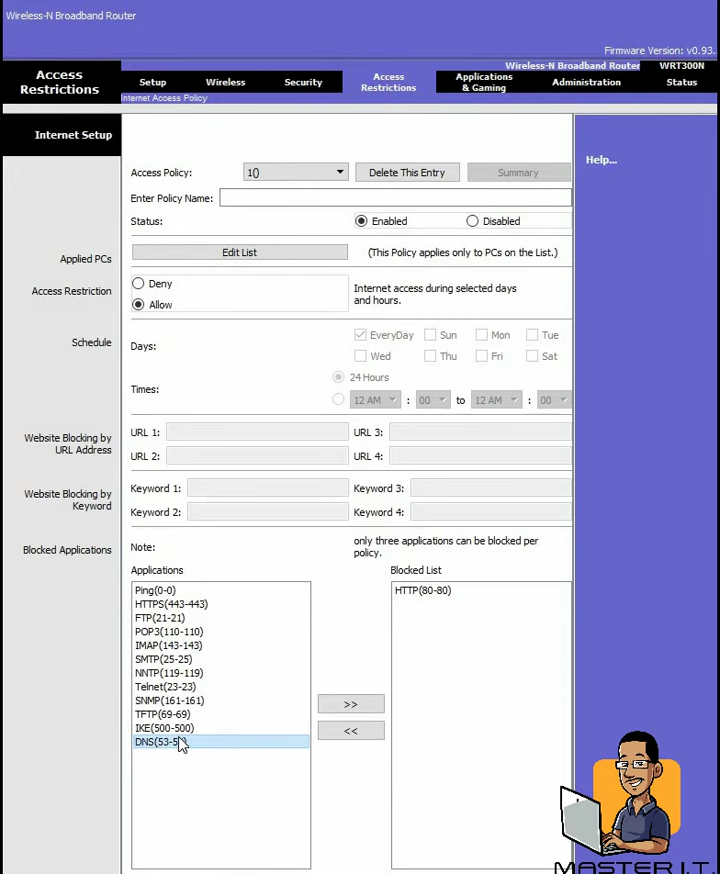 Wireless-N Broadband Router
Firmware Version: v0.93.
Wireless-N Broadband Router WRT300N
Access Restrictions
Setup Wireless Security Access Restrictions Applications & Gaming Administration Status
Internet Access Policy
Internet Setup
Help...
Access Policy: 1() Delete This Entry Summary
Enter Policy Name:
Status: Enabled Disabled
Applied PCs Edit List (This Policy applies only to PCs on the List.)
Access Restriction
Deny
Allow
Internet access during selected days
and hours.
Schedule
Days: EveryDay Sun Mon Tue
Wed Thu Fri Sat
Times: 24 Hours
12 AM : 00 to 12 AM : 00
Website Blocking by
URL Address
URL 1: URL 3:
URL 2: URL 4:
Website Blocking by
Keyword
Keyword 1: Keyword 3:
Keyword 2: Keyword 4:
Blocked Applications
Note: only three applications can be blocked per
policy.
Applications Blocked List
Ping(0-0) HTTP(80-80)
HTTPS(443-443)
FTP(21-21)
POP3(110-110)
IMAP(143-143)
SMTP(25-25)
NNTP(119-119)
Telnet(23-23)
SNMP(161-161)
TFTP(69-69)
IKE(500-500)
>>
<<
MASTER I.T.